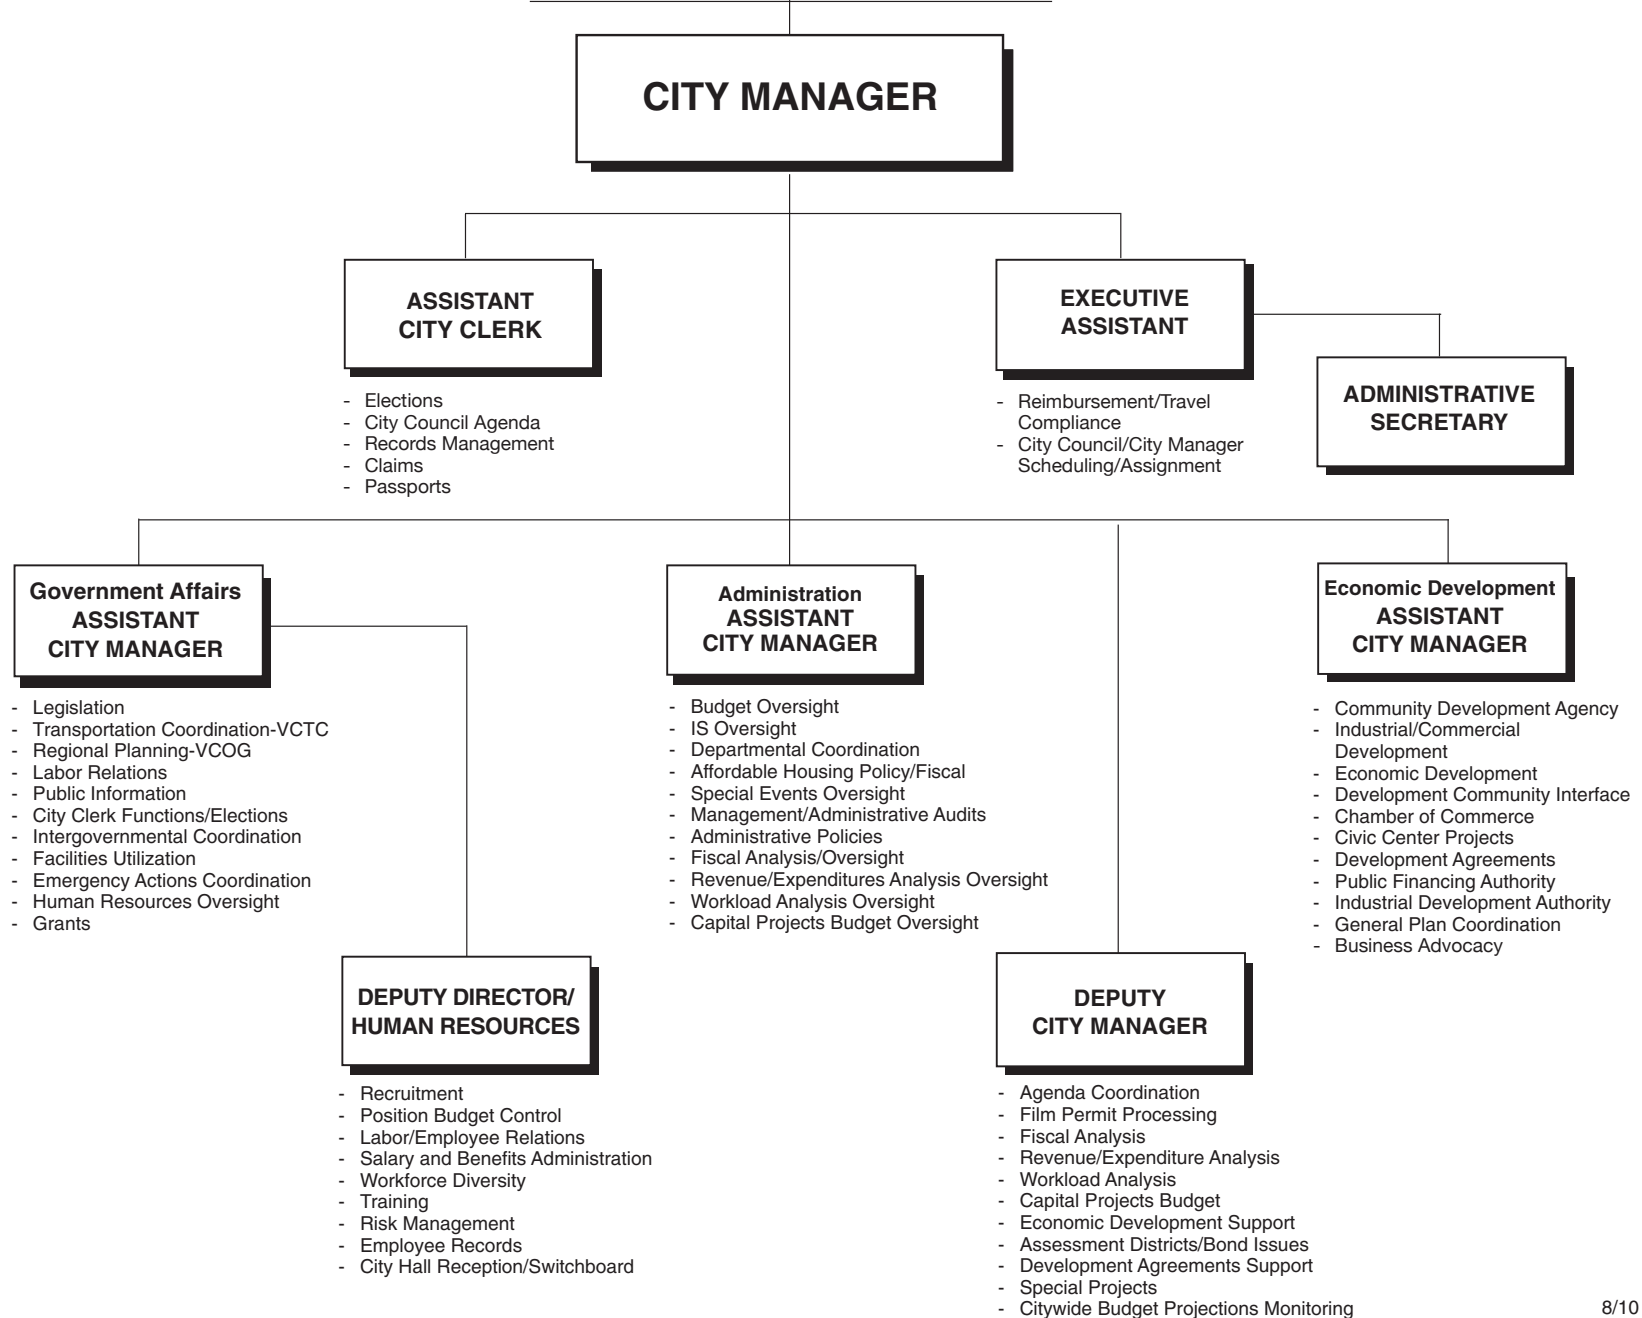 CITY MANAGER
ASSISTANT
CITY CLERK
- Elections
- City Council Agenda
- Records Management
- Claims
- Passports
EXECUTIVE
ASSISTANT
- Reimbursement/Travel
Compliance
- City Council/City Manager
Scheduling/Assignment
ADMINISTRATIVE
SECRETARY
Government Affairs
ASSISTANT
CITY MANAGER
- Legislation
- Transportation Coordination-VCTC
- Regional Planning-VCOG
- Labor Relations
- Public Information
- City Clerk Functions/Elections
- Intergovernmental Coordination
- Facilities Utilization
- Emergency Actions Coordination
- Human Resources Oversight
- Grants
Administration
ASSISTANT
CITY MANAGER
- Budget Oversight
- IS Oversight
- Departmental Coordination
- Affordable Housing Policy/Fiscal
- Special Events Oversight
- Management/Administrative Audits
- Administrative Policies
- Fiscal Analysis/Oversight
- Revenue/Expenditures Analysis Oversight
- Workload Analysis Oversight
- Capital Projects Budget Oversight
Economic Development
ASSISTANT
CITY MANAGER
- Community Development Agency
- Industrial/Commercial
Development
- Economic Development
- Development Community Interface
- Chamber of Commerce
- Civic Center Projects
- Development Agreements
- Public Financing Authority
- Industrial Development Authority
- General Plan Coordination
- Business Advocacy
DEPUTY DIRECTOR/
HUMAN RESOURCES
- Recruitment
- Position Budget Control
- Labor/Employee Relations
- Salary and Benefits Administration
- Workforce Diversity
- Training
- Risk Management
- Employee Records
- City Hall Reception/Switchboard
DEPUTY
CITY MANAGER
- Agenda Coordination
- Film Permit Processing
- Fiscal Analysis
- Revenue/Expenditure Analysis
- Workload Analysis
- Capital Projects Budget
- Economic Development Support
- Assessment Districts/Bond Issues
- Development Agreements Support
- Special Projects
- Citywide Budget Projections Monitoring
8/10